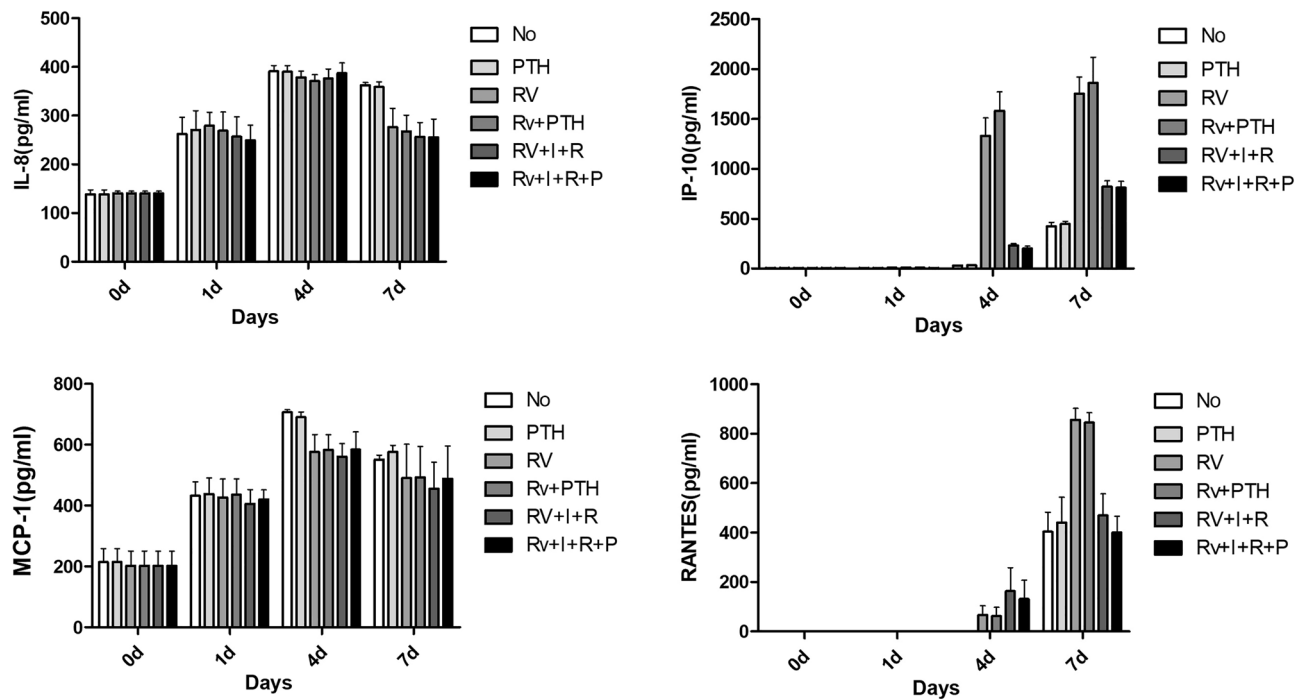 IL-8(pg/ml)
500
400
300
200
100
0
0d
1d
4d
7d
Days
No
PTH
RV
Rv+PTH
RV+I+R
Rv+I+R+P
IP-10(pg/ml)
2500
2000
1500
1000
500
0
0d
1d
4d
7d
Days
No
PTH
RV
Rv+PTH
RV+I+R
Rv+I+R+P
MCP-1(pg/ml)
800
600
400
200
0
0d
1d
4d
7d
Days
No
PTH
RV
Rv+PTH
RV+I+R
Rv+I+R+P
RANTES(pg/ml)
1000
800
600
400
200
0
0d
1d
4d
7d
Days
No
PTH
RV
Rv+PTH
RV+I+R
Rv+I+R+P